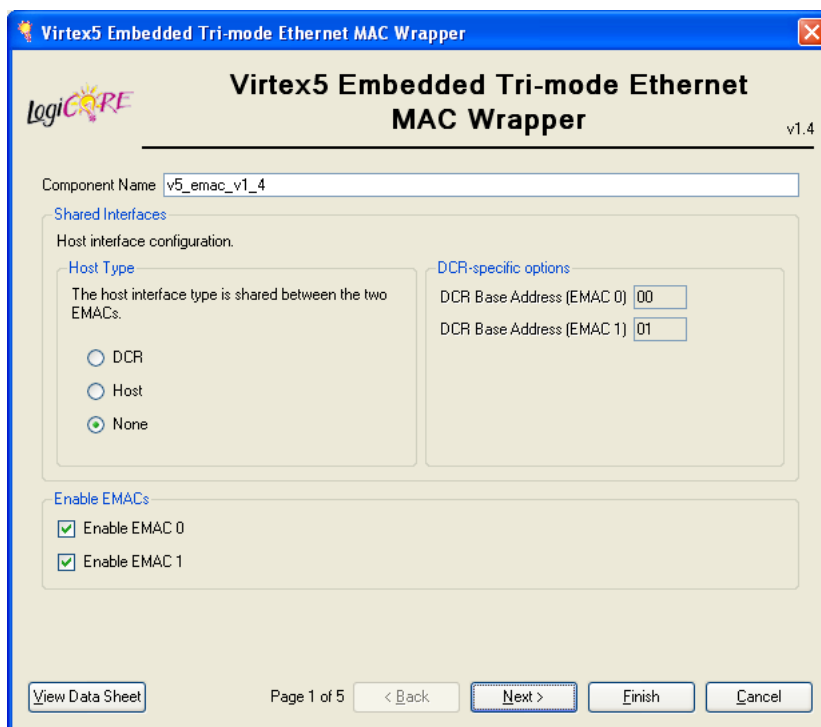 Virtex5 Embedded Tri-mode Ethernet MAC Wrapper
LogiCORE
Virtex5 Embedded Tri-mode Ethernet
MAC Wrapper
v1.4
Component Name v5_emac_v1_4
Shared Interfaces
Host interface configuration.
Host Type
The host interface type is shared between the two
EMACs.
DCR
Host
None
DCR-specific options
DCR Base Address (EMAC 0) 00
DCR Base Address (EMAC 1) 01
Enable EMACs
Enable EMAC 0
Enable EMAC 1
View Data Sheet
Page 1 of 5
< Back
Next >
Finish
Cancel